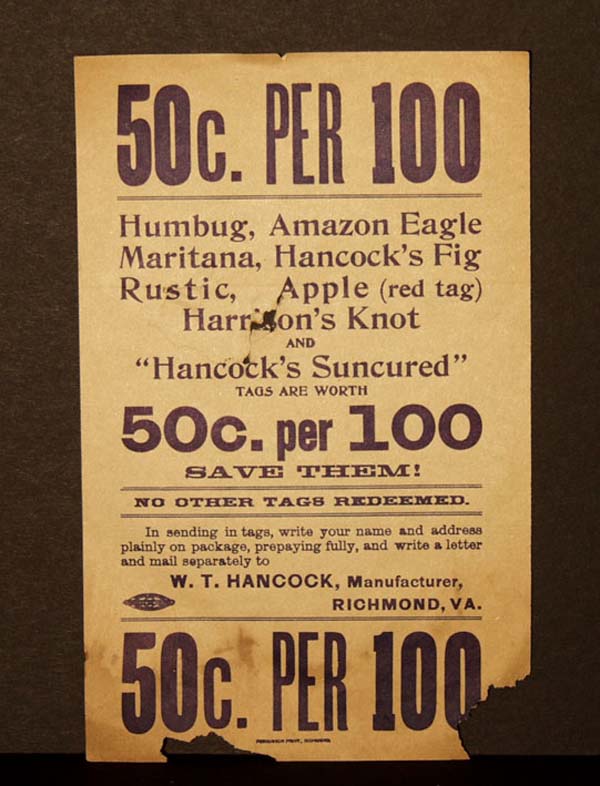 50c. PER 100
Humbug, Amazon Eagle
Maritana, Hancock's Fig
Rustic, Apple (red tag)
Harrison's Knot
AND
"Hancock's Suncured"
TAGS ARE WORTH
50c. per 100
SAVE THEM!
NO OTHER TAGS REDEEMED.
In sending in tags, write your name and address
plainly on package, prepaying fully, and write a letter
and mail separately to
W. T. HANCOCK, Manufacturer,
RICHMOND, VA.
50c. PER 100